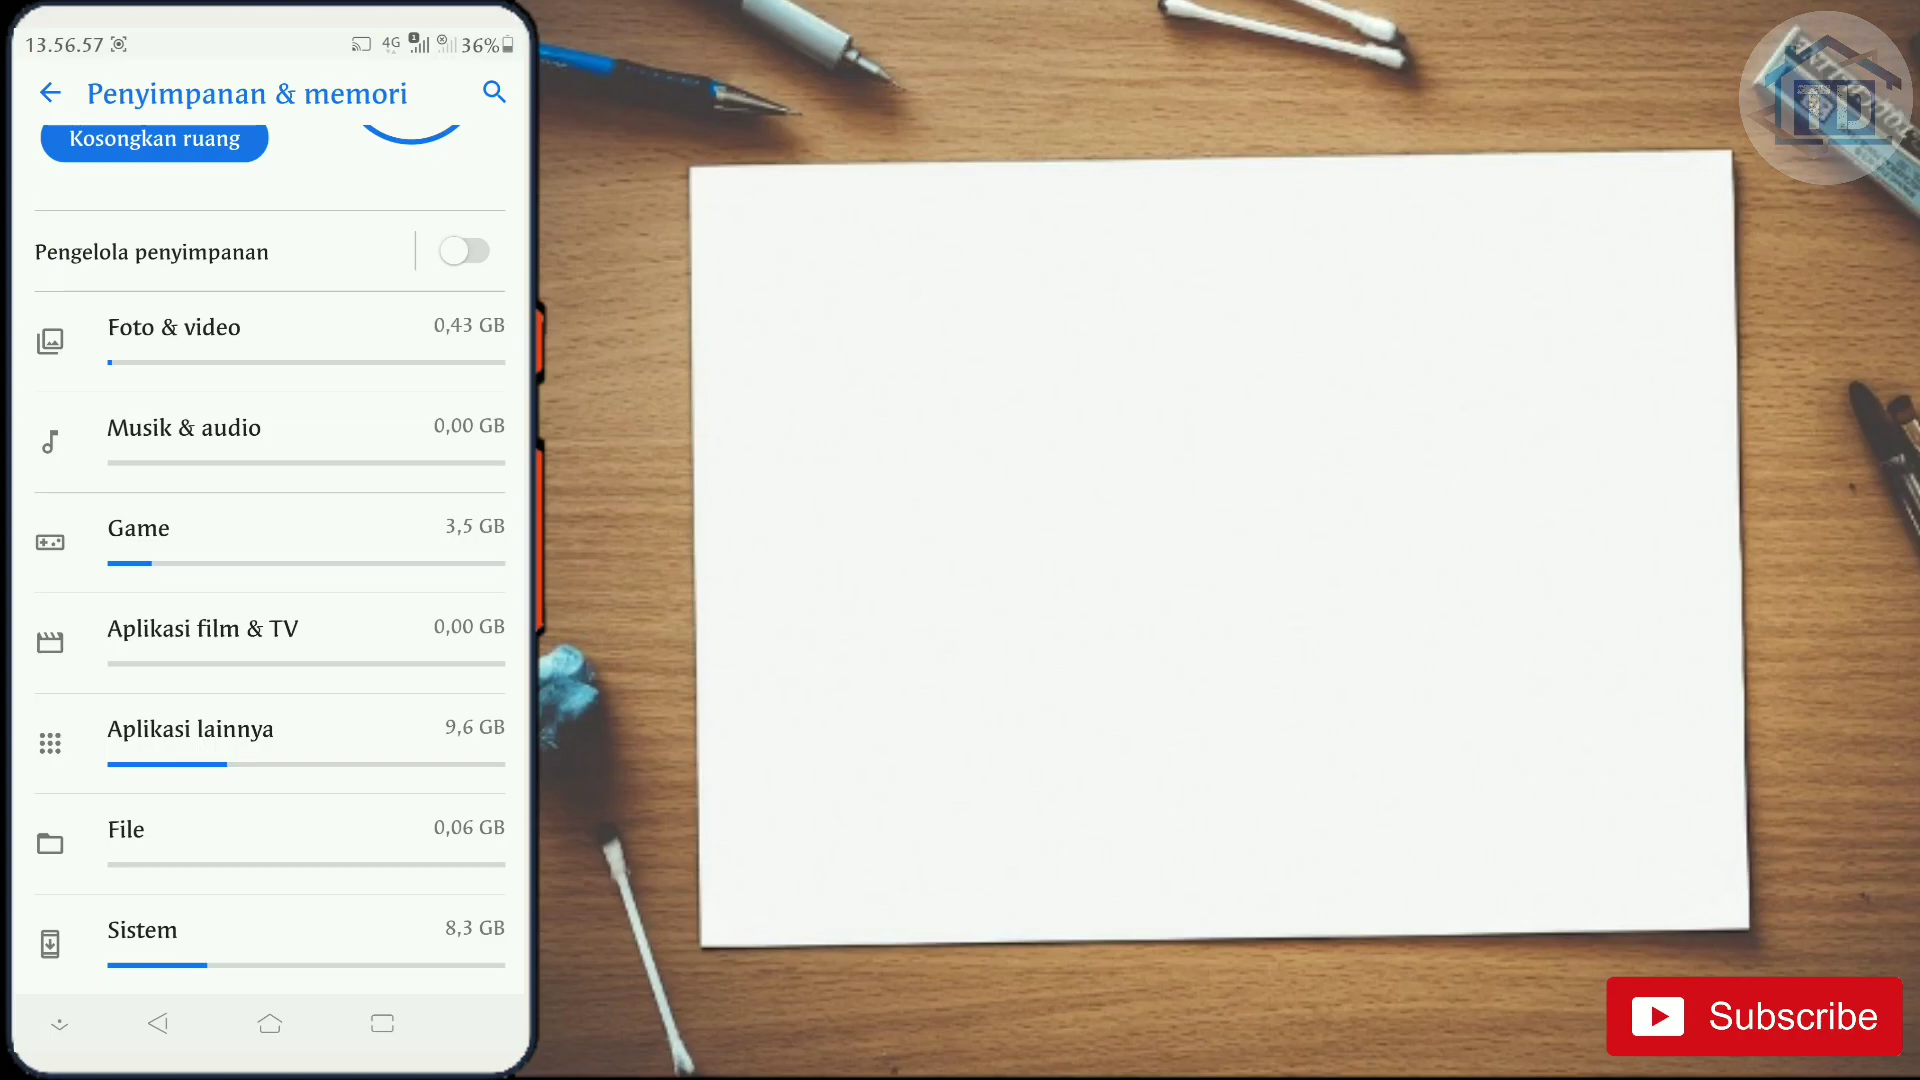 13.56.57
4G
36%
Penyimpanan & memori
Kosongkan ruang
Pengelola penyimpanan
Foto & video 0,43 GB
Musik & audio 0,00 GB
Game 3,5 GB
Aplikasi film & TV 0,00 GB
Aplikasi lainnya 9,6 GB
File 0,06 GB
Sistem 8,3 GB
TD
Subscribe